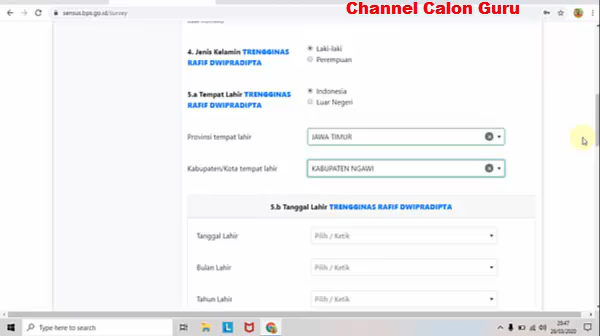 sensus.bps.go.id/survey
Channel Calon Guru
4. Jenis Kelamin TRENGGINAS RAFIF DWIPRADIPTA
Laki-laki
Perempuan
5.a Tempat Lahir TRENGGINAS RAFIF DWIPRADIPTA
Indonesia
Luar Negeri
Provinsi tempat lahir
JAWA TIMUR
Kabupaten/Kota tempat lahir
KABUPATEN NGAWI
5.b Tanggal Lahir TRENGGINAS RAFIF DWIPRADIPTA
Tanggal Lahir
Pilih / Ketik
Bulan Lahir
Pilih / Ketik
Tahun Lahir
Pilih / Ketik
Type here to search
20:47
28/03/2020